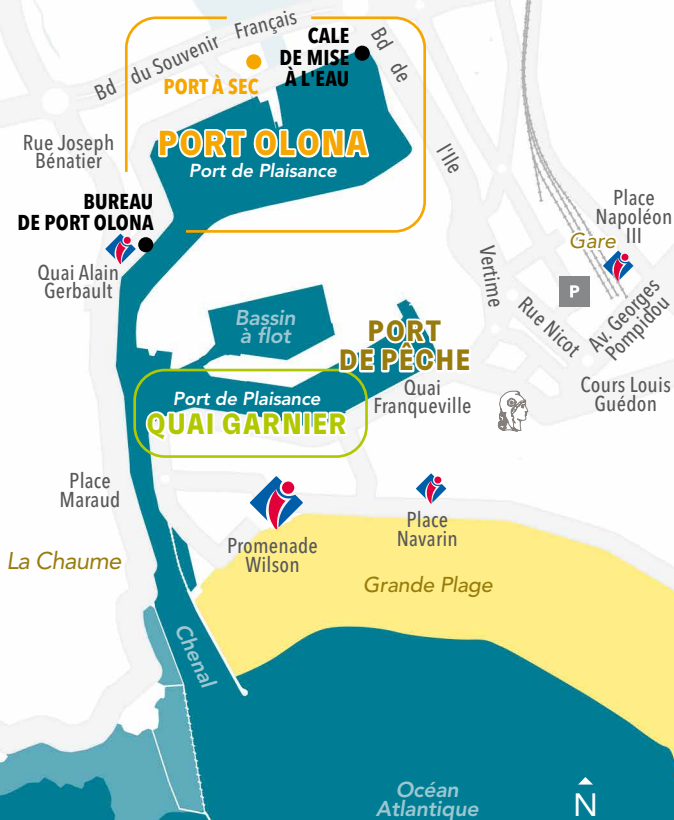 Bd du Souvenir Français
CALE
DE MISE
À L'EAU
Bd de
l'Ile
Vertime
PORT À SEC
PORT OLONA
Port de Plaisance
Rue Joseph
Bénatier
BUREAU
DE PORT OLONA
Quai Alain
Gerbault
Place
Napoléon
III
Gare
P
Rue Nicot
Av. Georges
Pompidou
Bassin
à flot
PORT
DE PÊCHE
Port de Plaisance
QUAI GARNIER
Quai
Franqueville
Cours Louis
Guédon
Place
Maraud
Promenade
Wilson
Place
Navarin
La Chaume
Grande Plage
Chenal
Océan
Atlantique
N